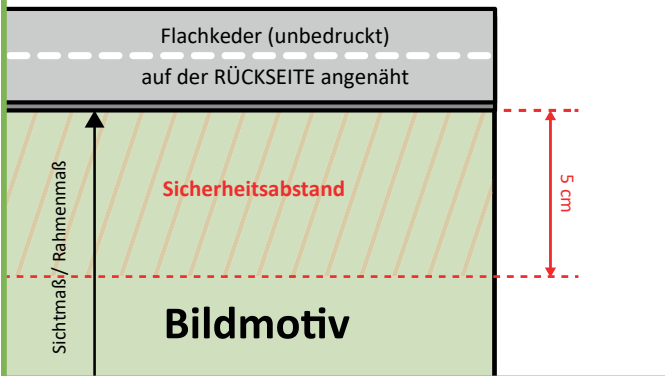 Flachkeder (unbedruckt)
auf der RÜCKSEITE angenäht
Sicherheitsabstand
5 cm
Sichtmaß / Rahmenmaß
Bildmotiv